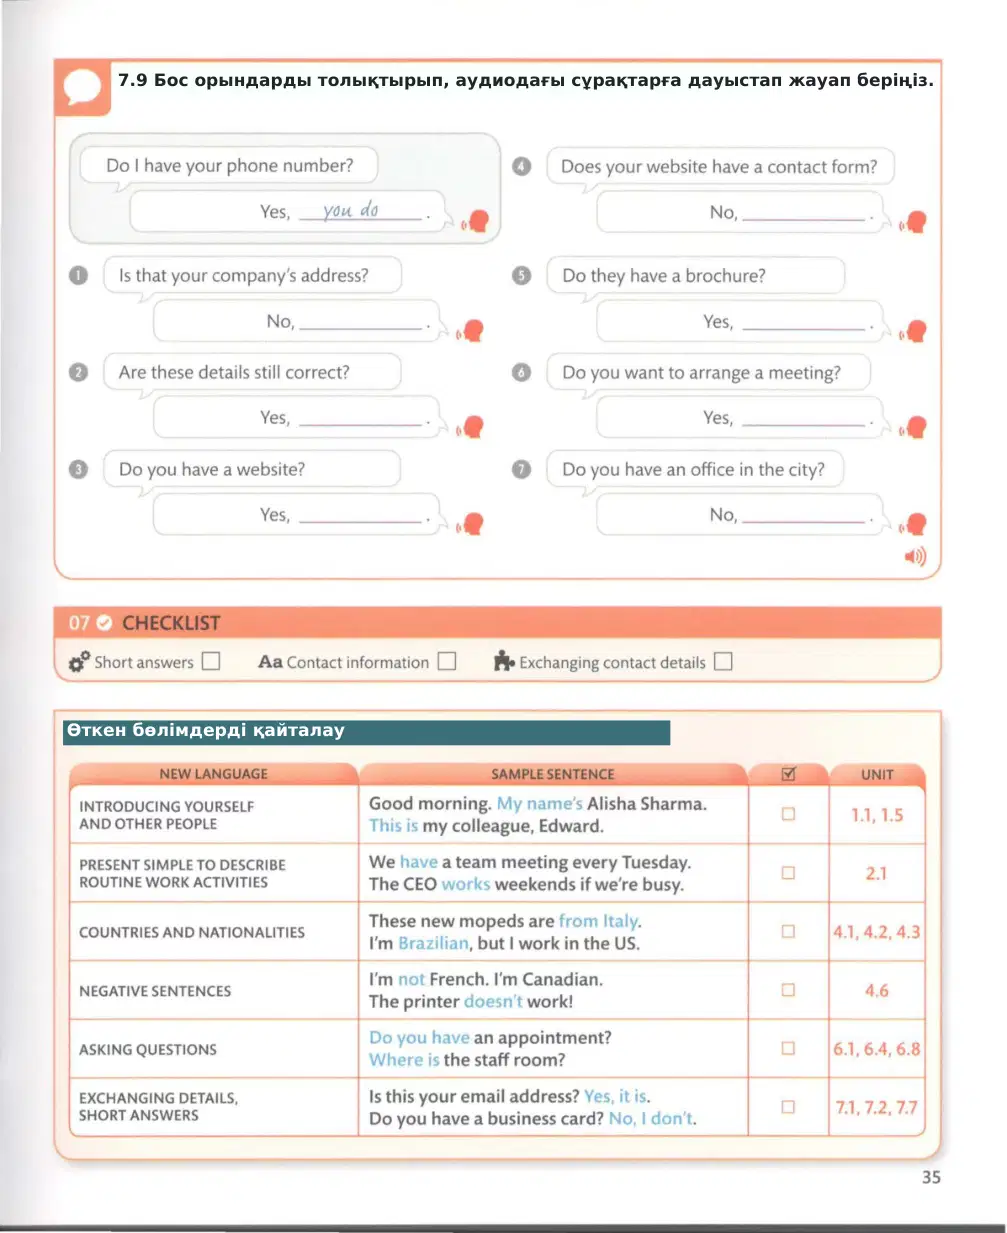 7.9 Бос орындарды толықтырып, аудиодағы сұрақтарға дауыстап жауап беріңіз.
Do I have your phone number?
Yes, you do.
1 Is that your company's address?
No, ____________.
2 Are these details still correct?
Yes, ____________.
3 Do you have a website?
Yes, ____________.
4 Does your website have a contact form?
No, ____________.
5 Do they have a brochure?
Yes, ____________.
6 Do you want to arrange a meeting?
Yes, ____________.
7 Do you have an office in the city?
No, ____________.
07 CHECKLIST
Short answers Aa Contact information Exchanging contact details
Өткен бөлімдерді қайталау
NEW LANGUAGE SAMPLE SENTENCE UNIT
INTRODUCING YOURSELF
AND OTHER PEOPLE
Good morning. My name's Alisha Sharma.
This is my colleague, Edward.
1.1, 1.5
PRESENT SIMPLE TO DESCRIBE
ROUTINE WORK ACTIVITIES
We have a team meeting every Tuesday.
The CEO works weekends if we're busy.
2.1
COUNTRIES AND NATIONALITIES
These new mopeds are from Italy.
I'm Brazilian, but I work in the US.
4.1, 4.2, 4.3
NEGATIVE SENTENCES
I'm not French. I'm Canadian.
The printer doesn't work!
4.6
ASKING QUESTIONS
Do you have an appointment?
Where is the staff room?
6.1, 6.4, 6.8
EXCHANGING DETAILS,
SHORT ANSWERS
Is this your email address? Yes, it is.
Do you have a business card? No, I don't.
7.1, 7.2, 7.7
35